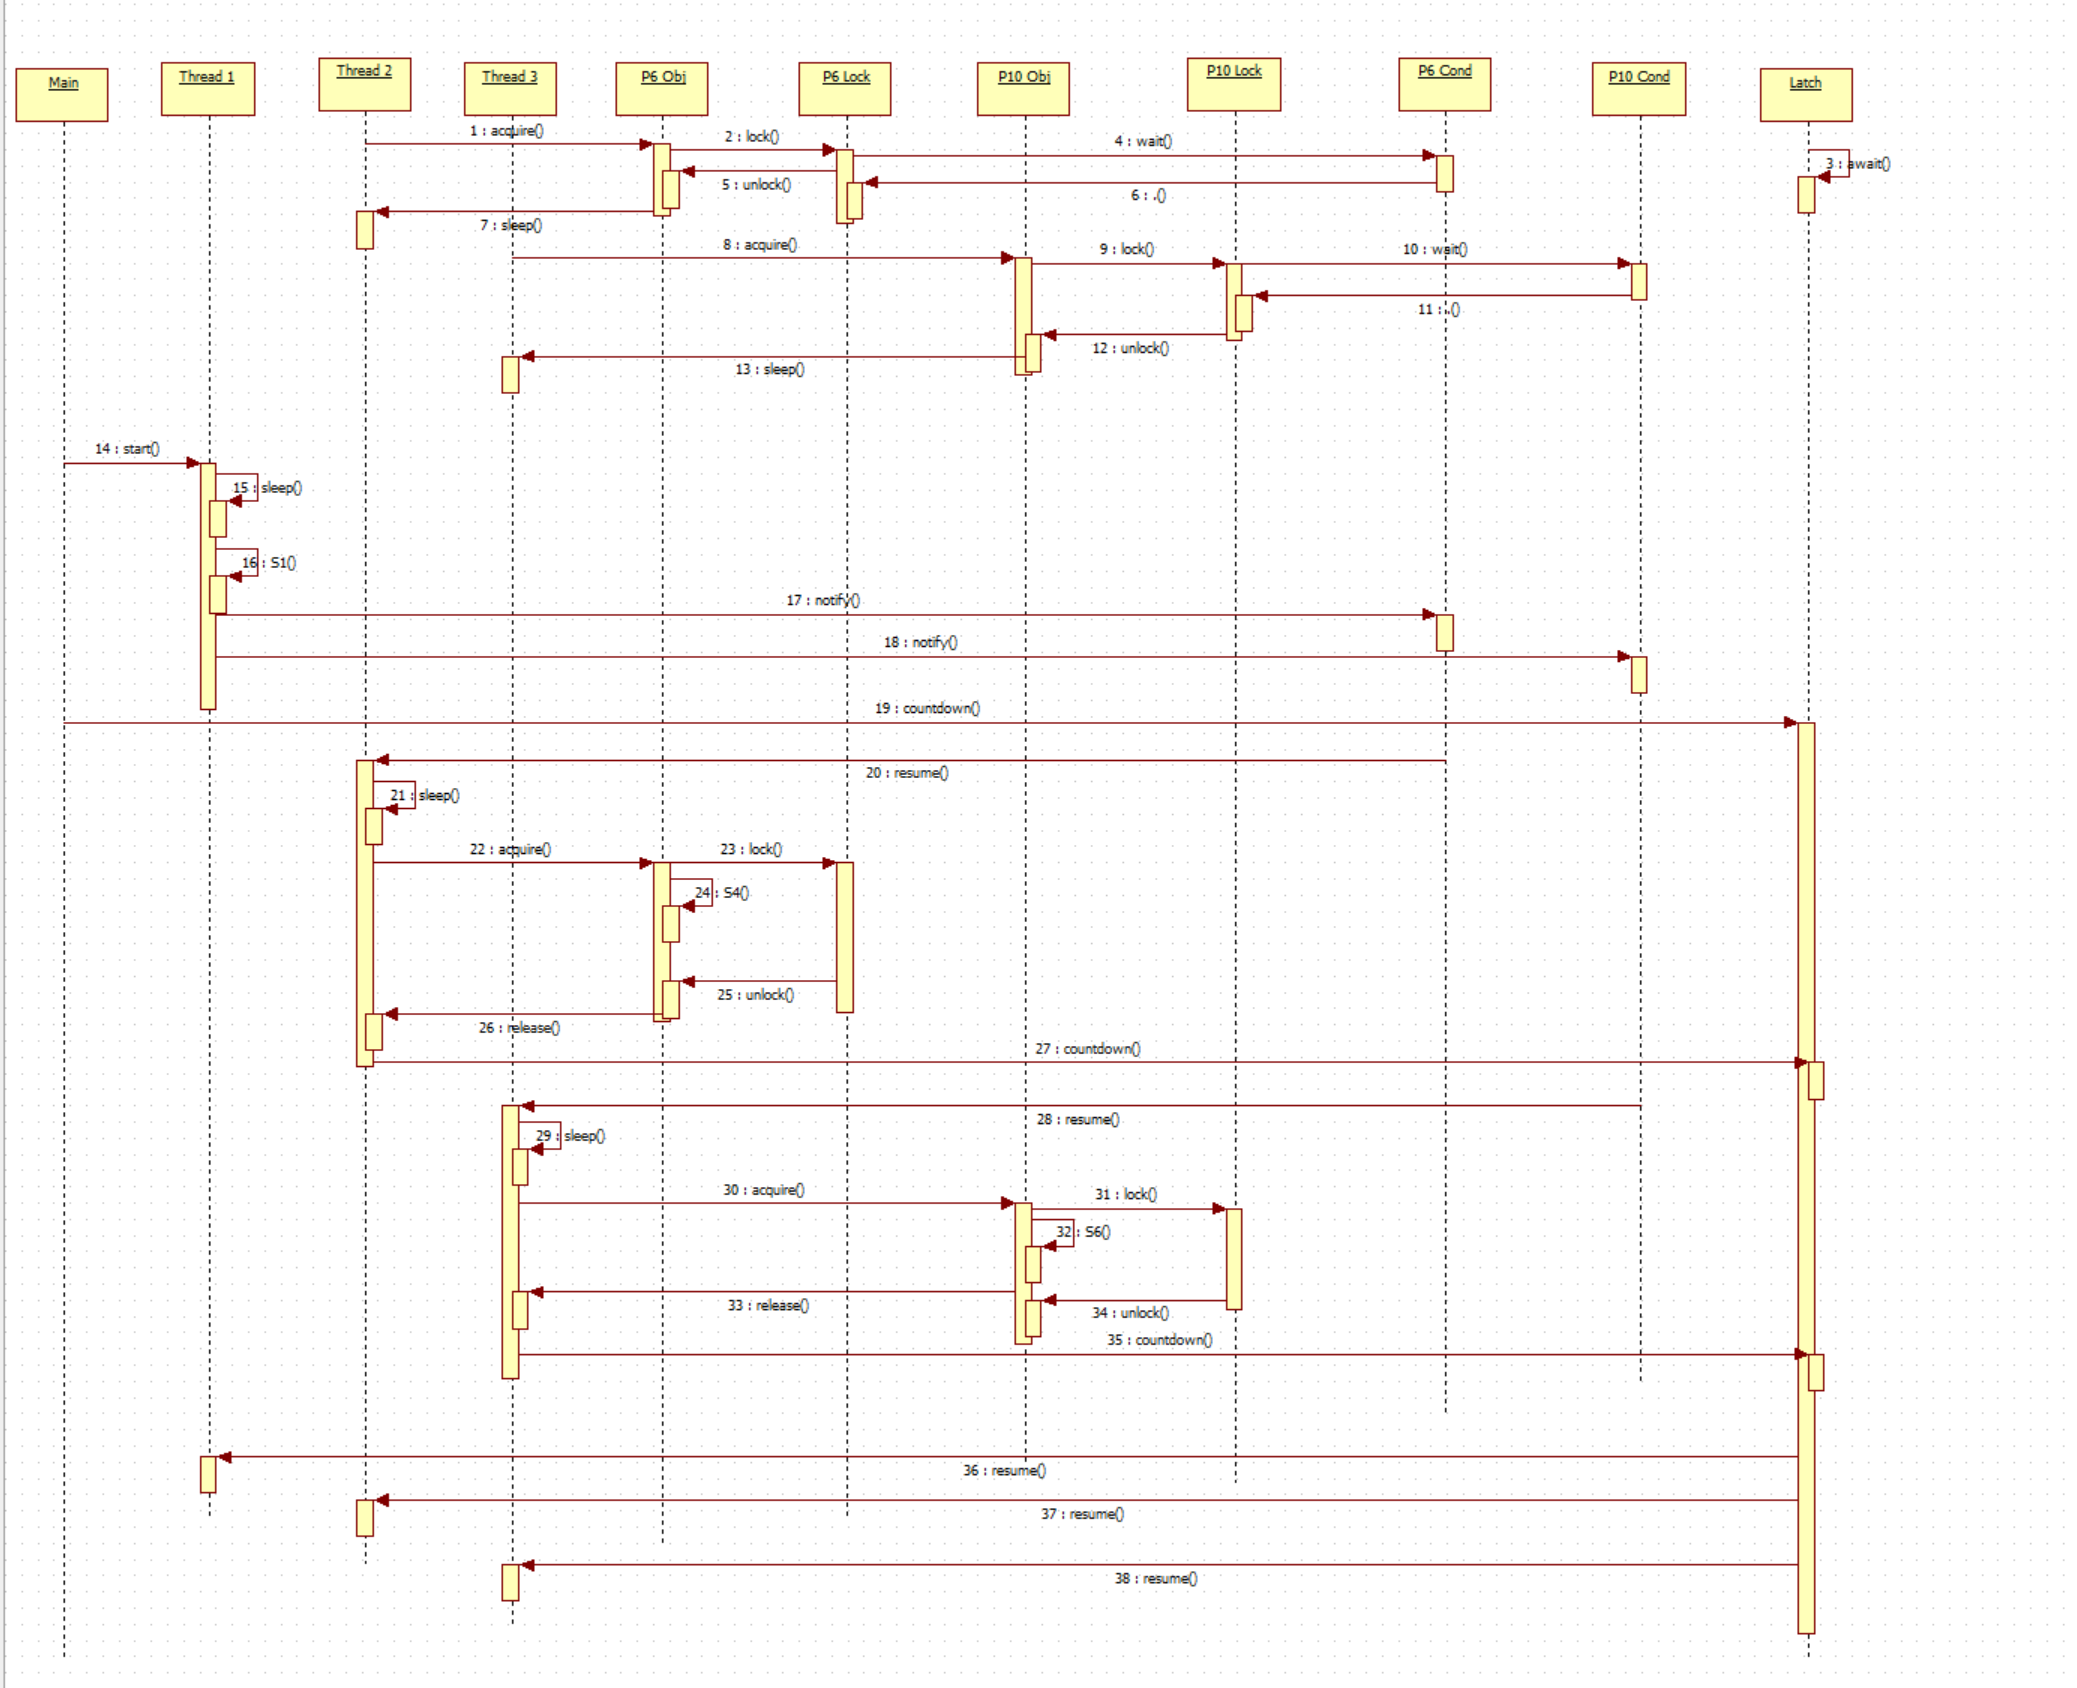 Main
Thread 1
Thread 2
Thread 3
P6 Obj
P6 Lock
P10 Obj
P10 Lock
P6 Cond
P10 Cond
Latch
1 : acquire()
2 : lock()
4 : wait()
3 : await()
5 : unlock()
6 : .()
7 : sleep()
8 : acquire()
9 : lock()
10 : wait()
11 : .()
12 : unlock()
13 : sleep()
14 : start()
15 : sleep()
16 : S1()
17 : notify()
18 : notify()
19 : countdown()
20 : resume()
21 : sleep()
22 : acquire()
23 : lock()
24 : S4()
25 : unlock()
26 : release()
27 : countdown()
28 : resume()
29 : sleep()
30 : acquire()
31 : lock()
32 : S6()
33 : release()
34 : unlock()
35 : countdown()
36 : resume()
37 : resume()
38 : resume()